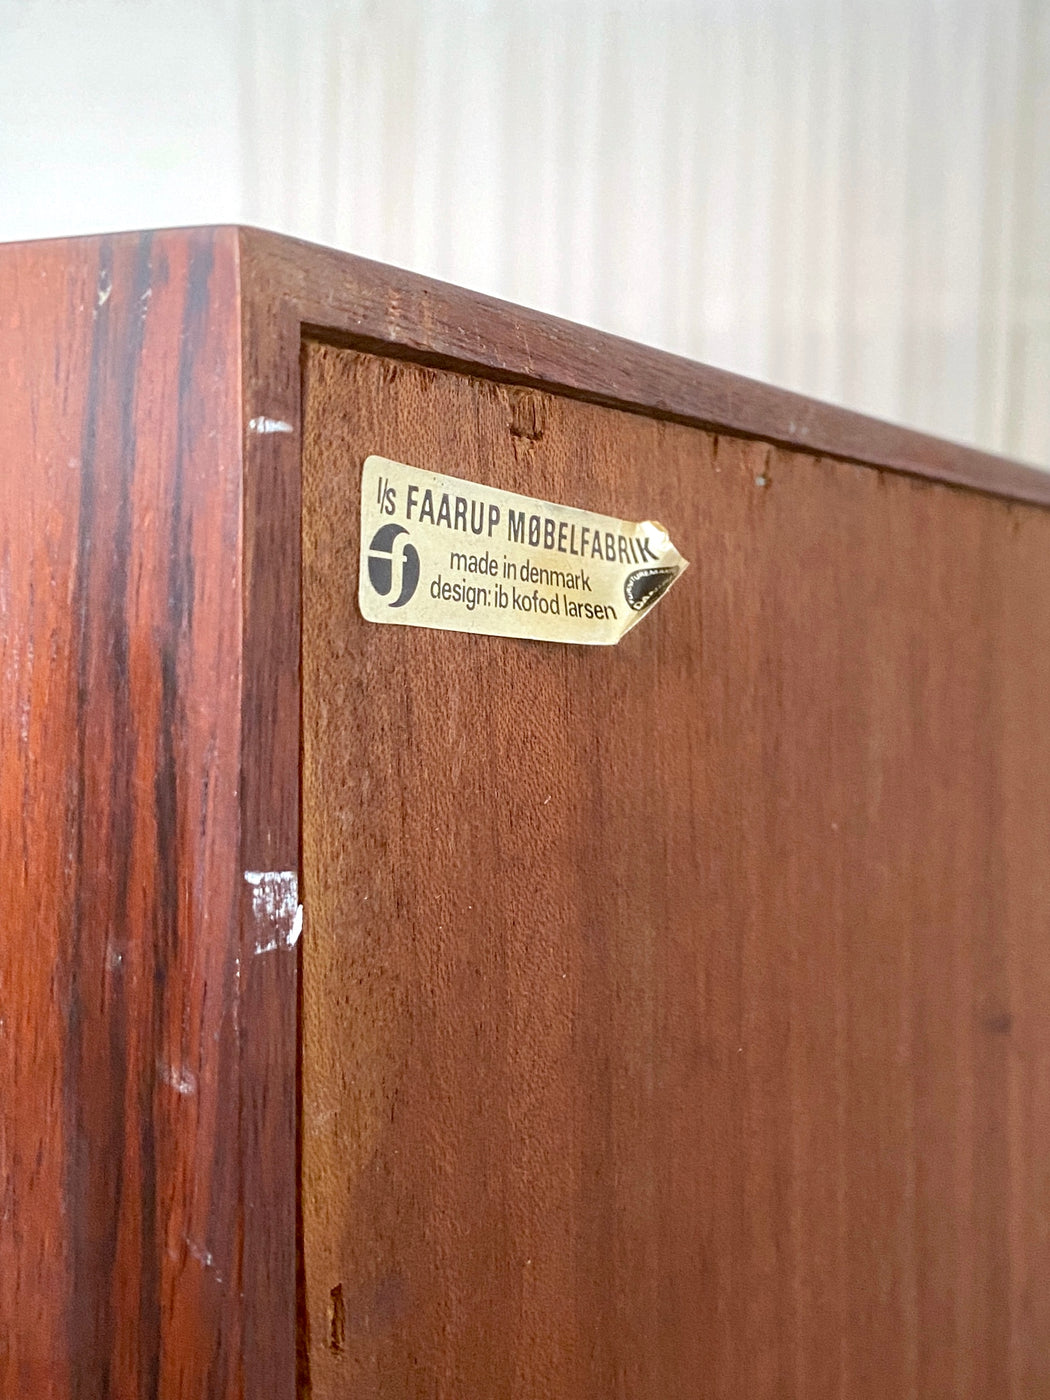 I/S FAARUP MØBELFABRIK
made in denmark
design: ib kofod larsen